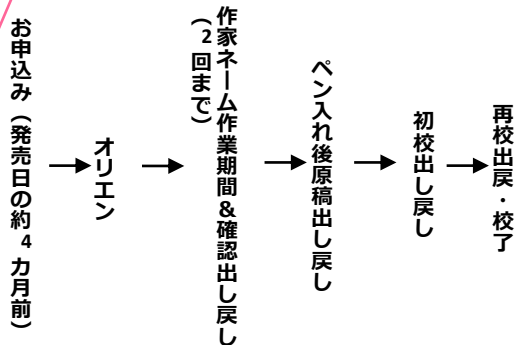 お申込み（発売日の約4カ月前）
オリエン
作家ネーム作業期間＆確認出し戻し
（2回まで）
ペン入れ後原稿出し戻し
初校出し戻し
再校出戻・校了